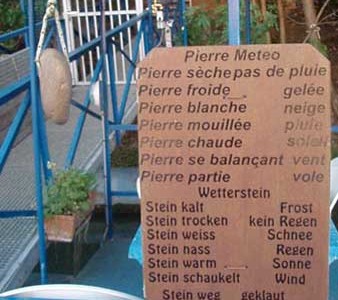 Pierre Meteo
Pierre sèche pas de pluie
Pierre froide gelée
Pierre blanche neige
Pierre mouillée pluie
Pierre chaude soleil
Pierre se balançant vent
Pierre partie vole
Wetterstein
Stein kalt Frost
Stein trocken kein Regen
Stein weiss Schnee
Stein nass Regen
Stein warm Sonne
Stein schaukelt Wind
Stein weg geklaut